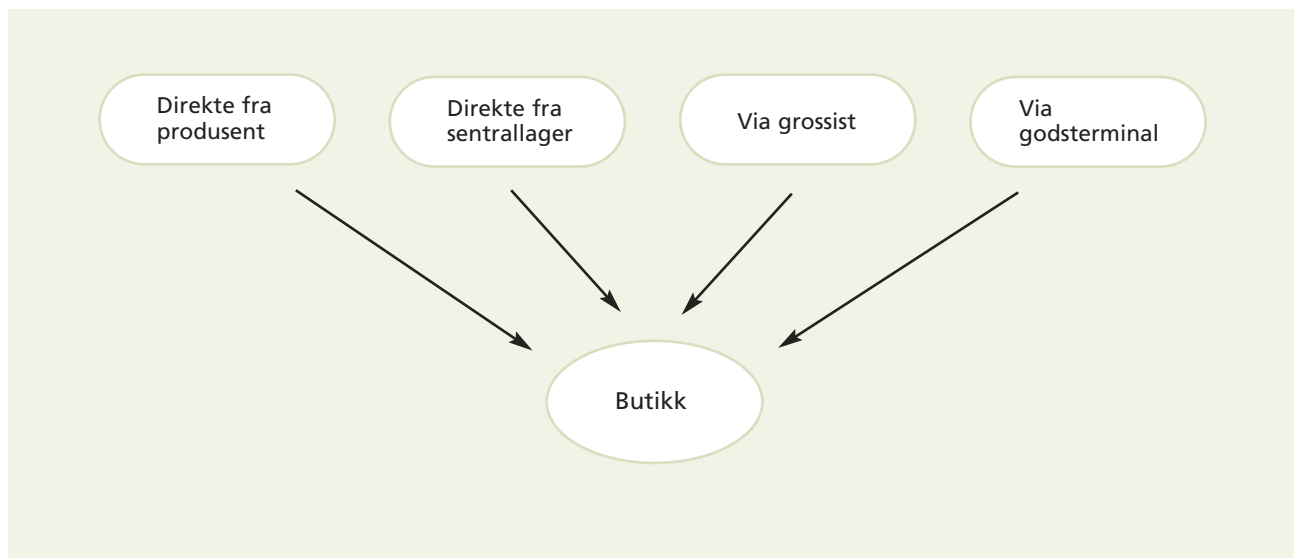 Direkte fra
produsent
Direkte fra
sentrallager
Via grossist
Via
godsterminal
Butikk